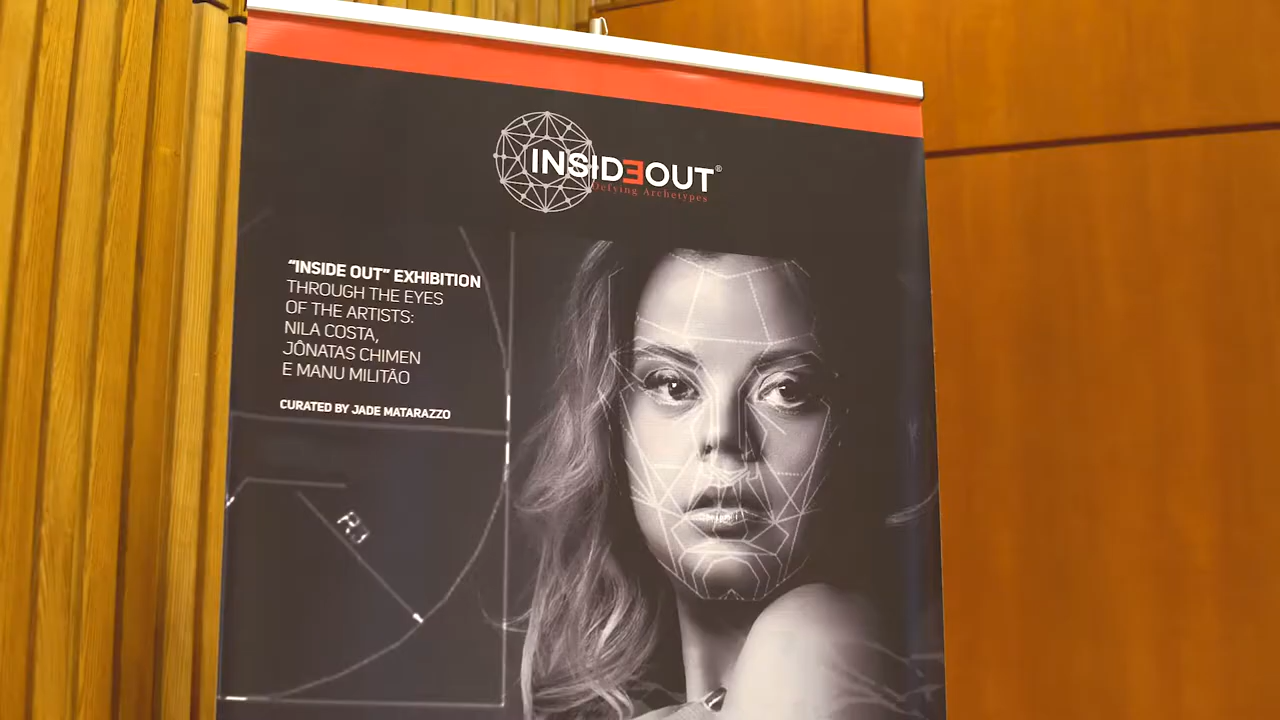 INSIDEOUT®
Defying Archetypes
"INSIDE OUT" EXHIBITION
THROUGH THE EYES
OF THE ARTISTS:
NILA COSTA,
JÔNATAS CHIMEN
E MANU MILITÃO
CURATED BY JADE MATARAZZO